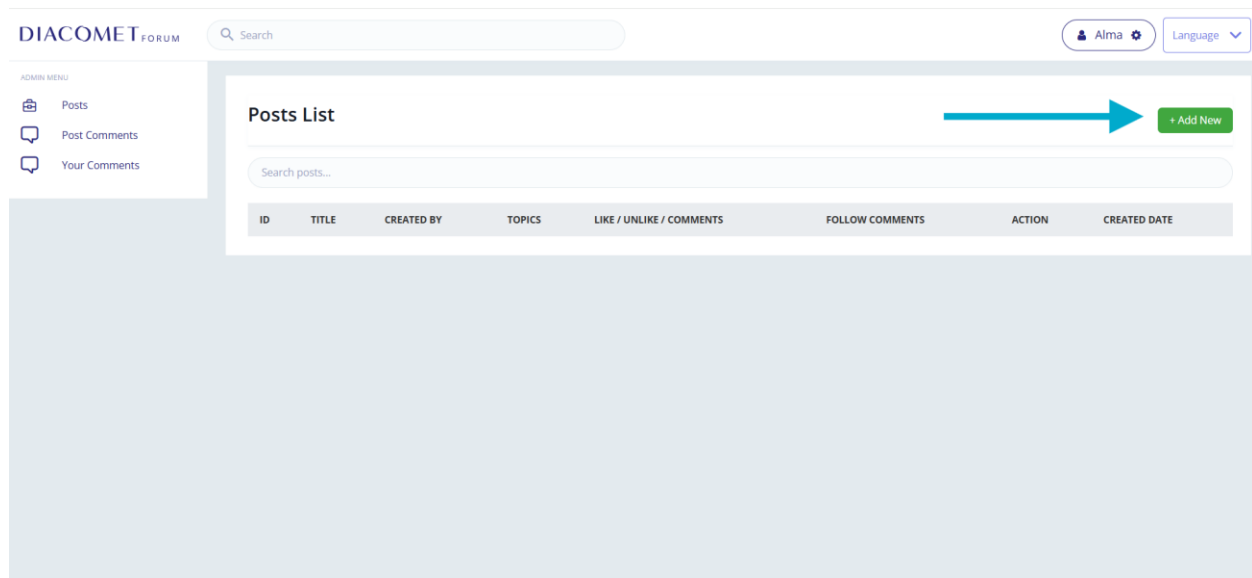 DIACOMET FORUM
Search
Alma
Language
ADMIN MENU
Posts
Post Comments
Your Comments
Posts List
+ Add New
Search posts...
ID TITLE CREATED BY TOPICS LIKE / UNLIKE / COMMENTS FOLLOW COMMENTS ACTION CREATED DATE